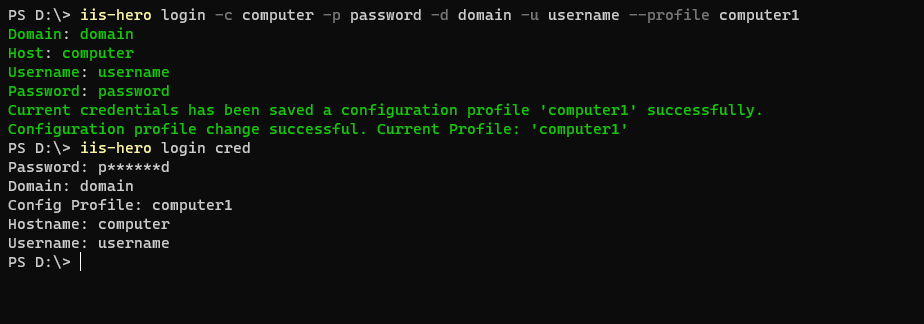 PS D:\> iis-hero login -c computer -p password -d domain -u username --profile computer1
Domain: domain
Host: computer
Username: username
Password: password
Current credentials has been saved a configuration profile 'computer1' successfully.
Configuration profile change successful. Current Profile: 'computer1'
PS D:\> iis-hero login cred
Password: p******d
Domain: domain
Config Profile: computer1
Hostname: computer
Username: username
PS D:\>